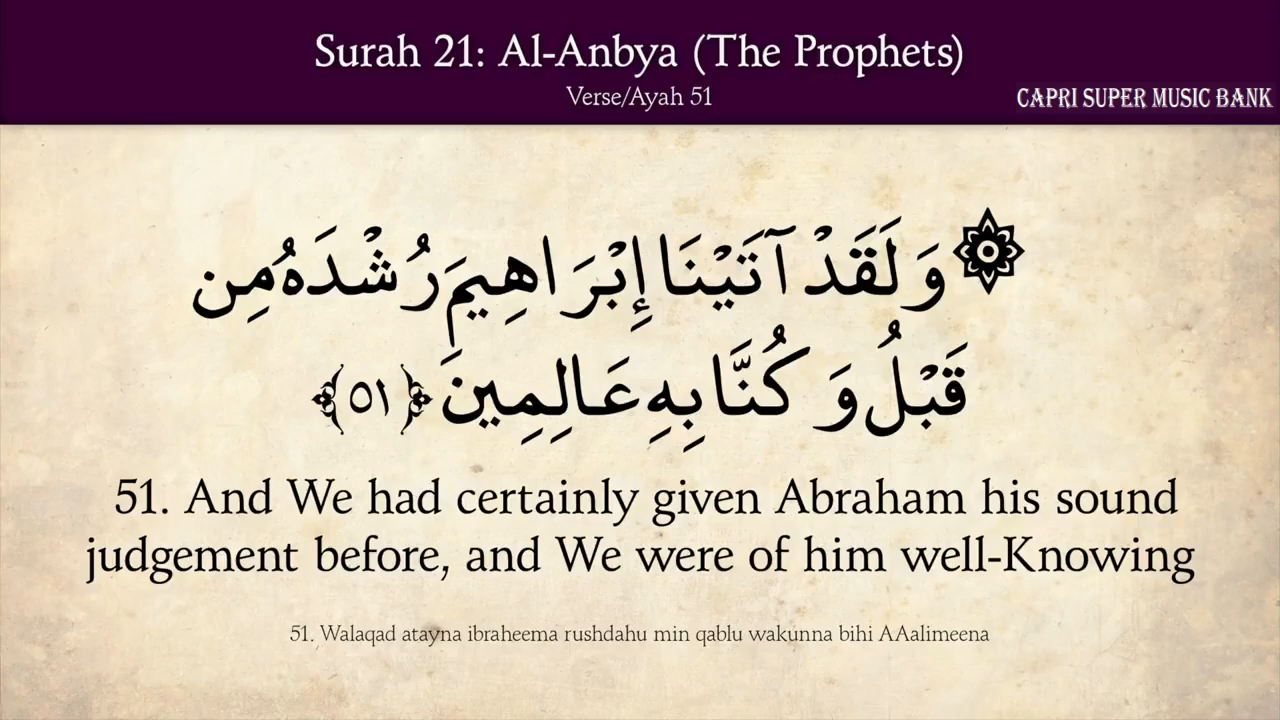 Surah 21: Al-Anbya (The Prophets)
Verse/Ayah 51
CAPRI SUPER MUSIC BANK
۞ وَلَقَدْ آتَيْنَا إِبْرَاهِيمَ رُشْدَهُ مِن
قَبْلُ وَكُنَّا بِهِ عَالِمِينَ ﴿٥١﴾
51. And We had certainly given Abraham his sound
judgement before, and We were of him well-Knowing
51. Walaqad atayna ibraheema rushdahu min qablu wakunna bihi AAalimeena